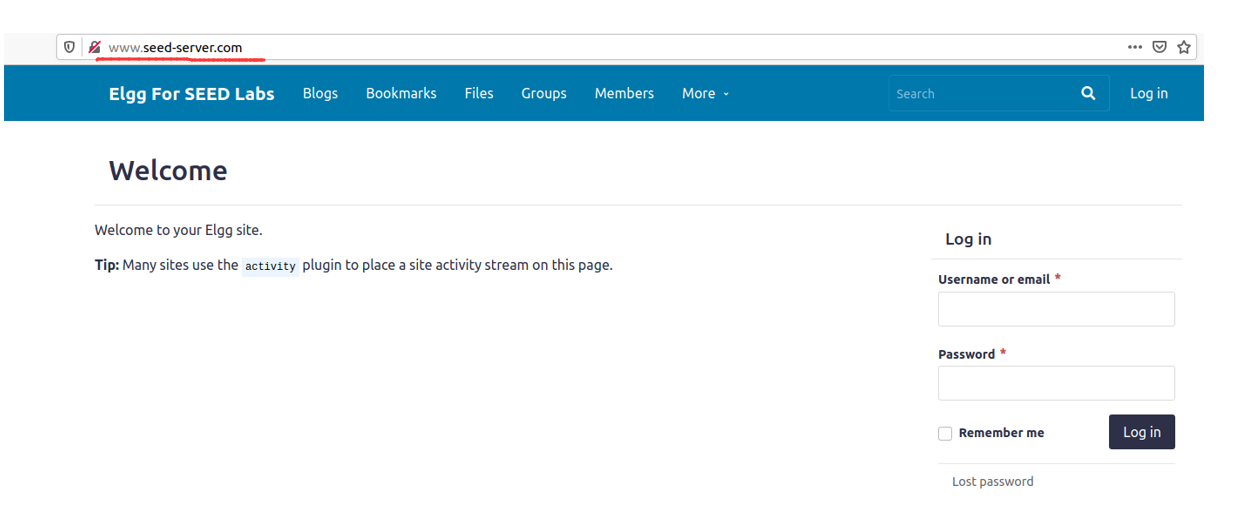 www.seed-server.com
Elgg For SEED Labs Blogs Bookmarks Files Groups Members More Search Log in
Welcome
Welcome to your Elgg site.
Tip: Many sites use the activity plugin to place a site activity stream on this page.
Log in
Username or email *
Password *
Remember me Log in
Lost password